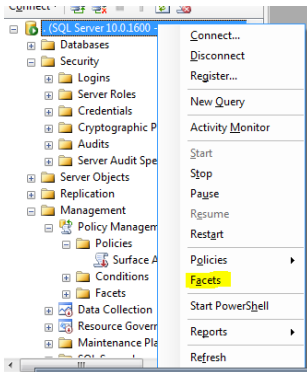 Connect
. (SQL Server 10.0.1600 -
Databases
Security
Logins
Server Roles
Credentials
Cryptographic P
Audits
Server Audit Spe
Server Objects
Replication
Management
Policy Managem
Policies
Surface A
Conditions
Facets
Data Collection
Resource Govern
Maintenance Pla
Connect...
Disconnect
Register...
New Query
Activity Monitor
Start
Stop
Pause
Resume
Restart
Policies
Facets
Start PowerShell
Reports
Refresh